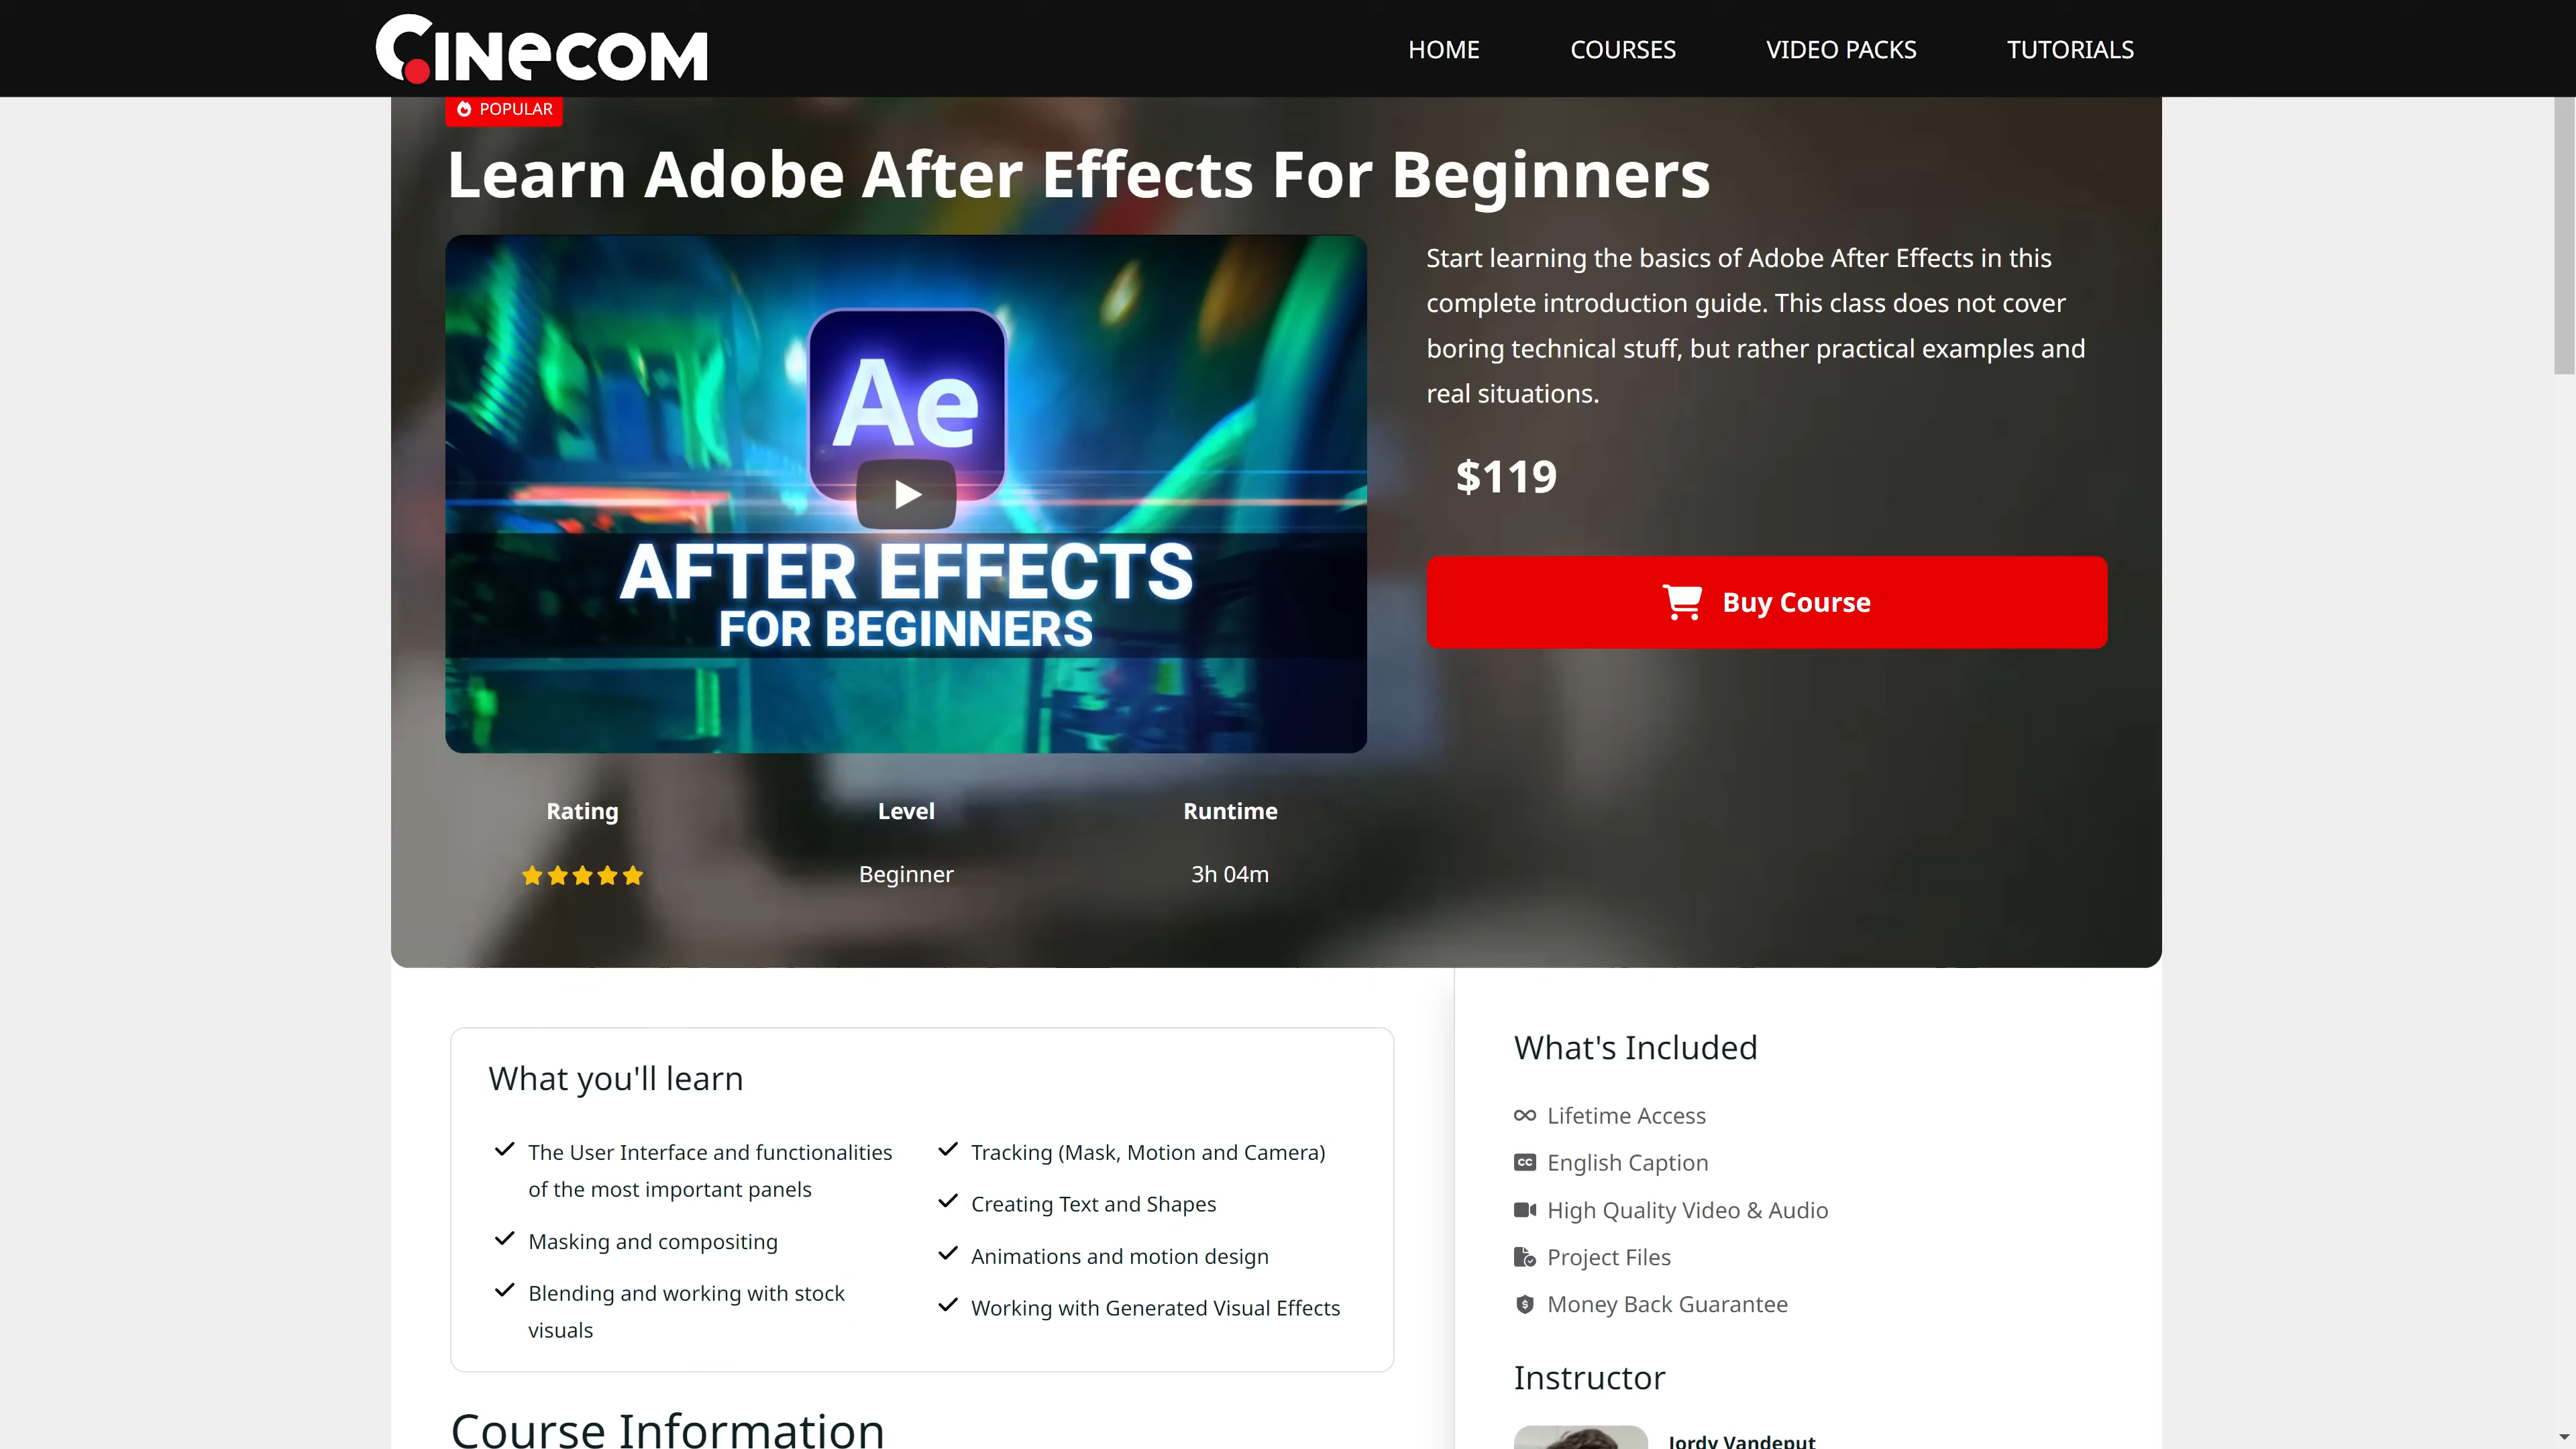 CINECOM
HOME
COURSES
VIDEO PACKS
TUTORIALS
POPULAR
Learn Adobe After Effects For Beginners
Ae
AFTER EFFECTS
FOR BEGINNERS
Start learning the basics of Adobe After Effects in this
complete introduction guide. This class does not cover
boring technical stuff, but rather practical examples and
real situations.
$119
Buy Course
Rating
Level
Runtime
Beginner
3h 04m
What you'll learn
The User Interface and functionalities
of the most important panels
Masking and compositing
Blending and working with stock
visuals
Tracking (Mask, Motion and Camera)
Creating Text and Shapes
Animations and motion design
Working with Generated Visual Effects
Course Information
What's Included
Lifetime Access
CC English Caption
High Quality Video & Audio
Project Files
Money Back Guarantee
Instructor
Jordy Vandeput